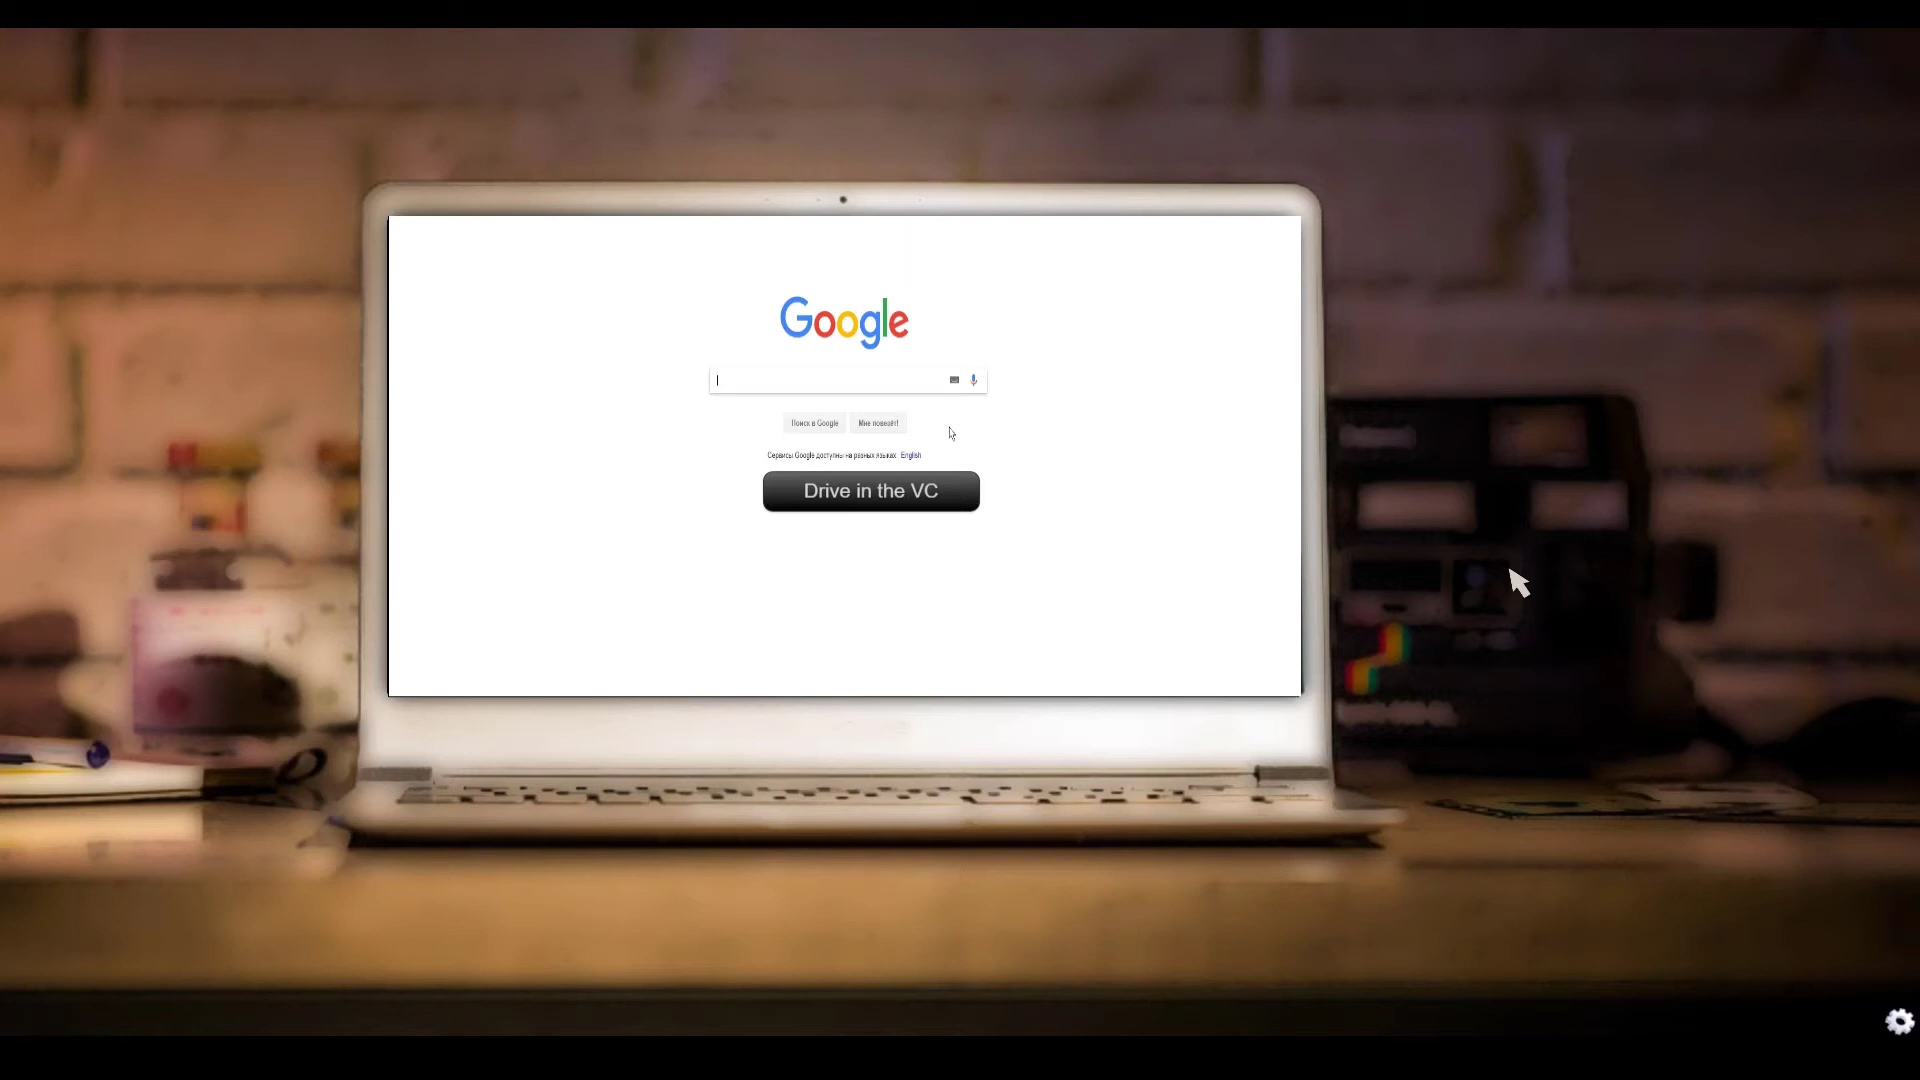 Google
Поиск в Google Мне повезёт!
Сервисы Google доступны на разных языках: English
Drive in the VC